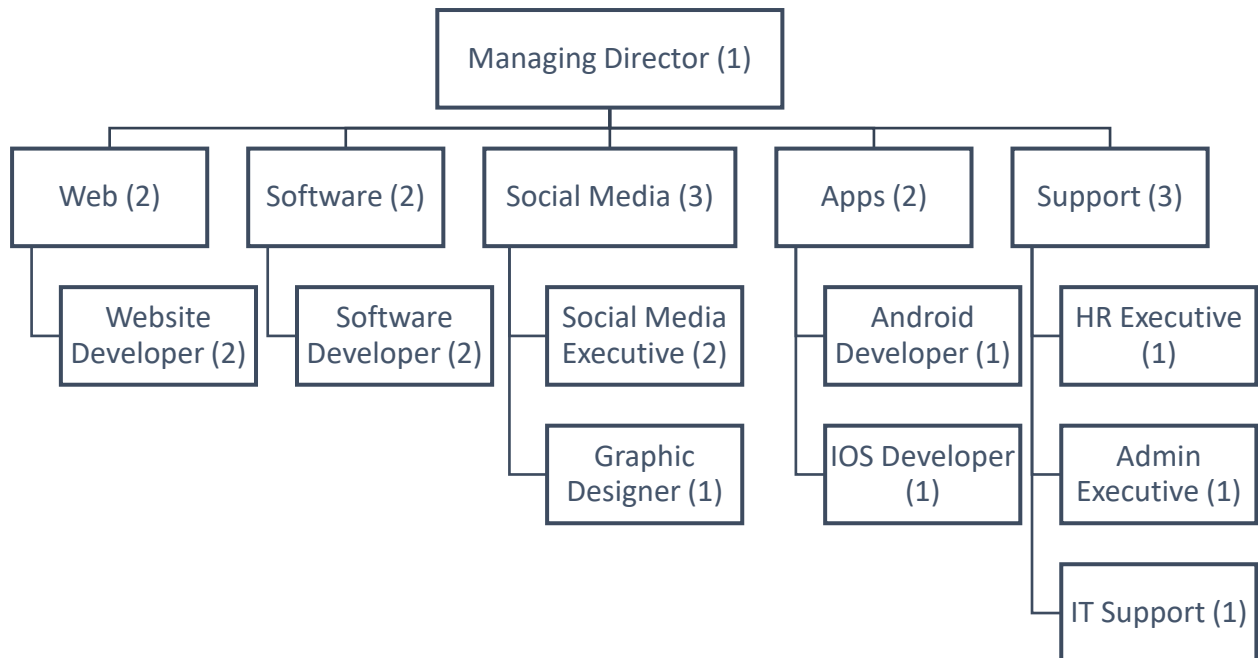 Managing Director (1)
Web (2)
Software (2)
Social Media (3)
Apps (2)
Support (3)
Website
Developer (2)
Software
Developer (2)
Social Media
Executive (2)
Android
Developer (1)
HR Executive
(1)
Graphic
Designer (1)
IOS Developer
(1)
Admin
Executive (1)
IT Support (1)